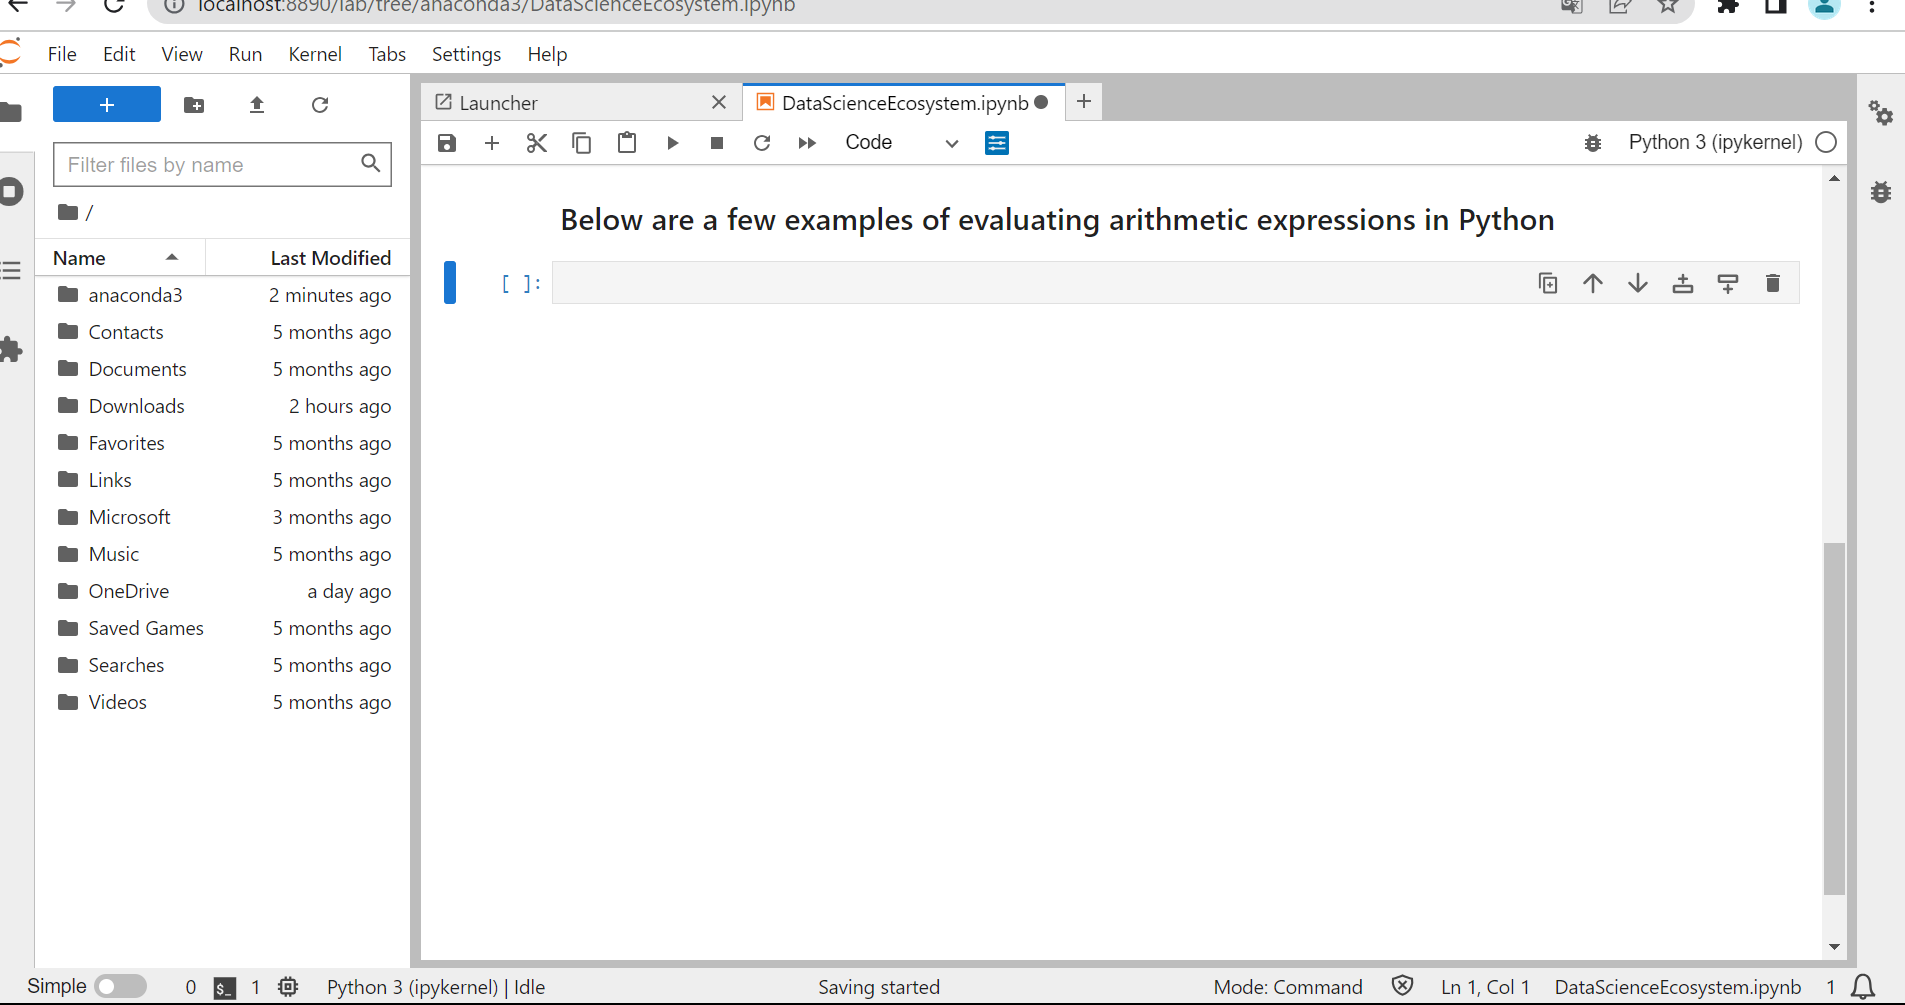 localhost:8890/lab/tree/anaconda3/DataScienceEcosystem.ipynb
File Edit View Run Kernel Tabs Settings Help
+
Launcher
DataScienceEcosystem.ipynb
Code
Python 3 (ipykernel)
Filter files by name
/
Name Last Modified
anaconda3 2 minutes ago
Contacts 5 months ago
Documents 5 months ago
Downloads 2 hours ago
Favorites 5 months ago
Links 5 months ago
Microsoft 3 months ago
Music 5 months ago
OneDrive a day ago
Saved Games 5 months ago
Searches 5 months ago
Videos 5 months ago
Below are a few examples of evaluating arithmetic expressions in Python
[ ]:
Simple 0 $_ 1 Python 3 (ipykernel) | Idle Saving started Mode: Command Ln 1, Col 1 DataScienceEcosystem.ipynb 1